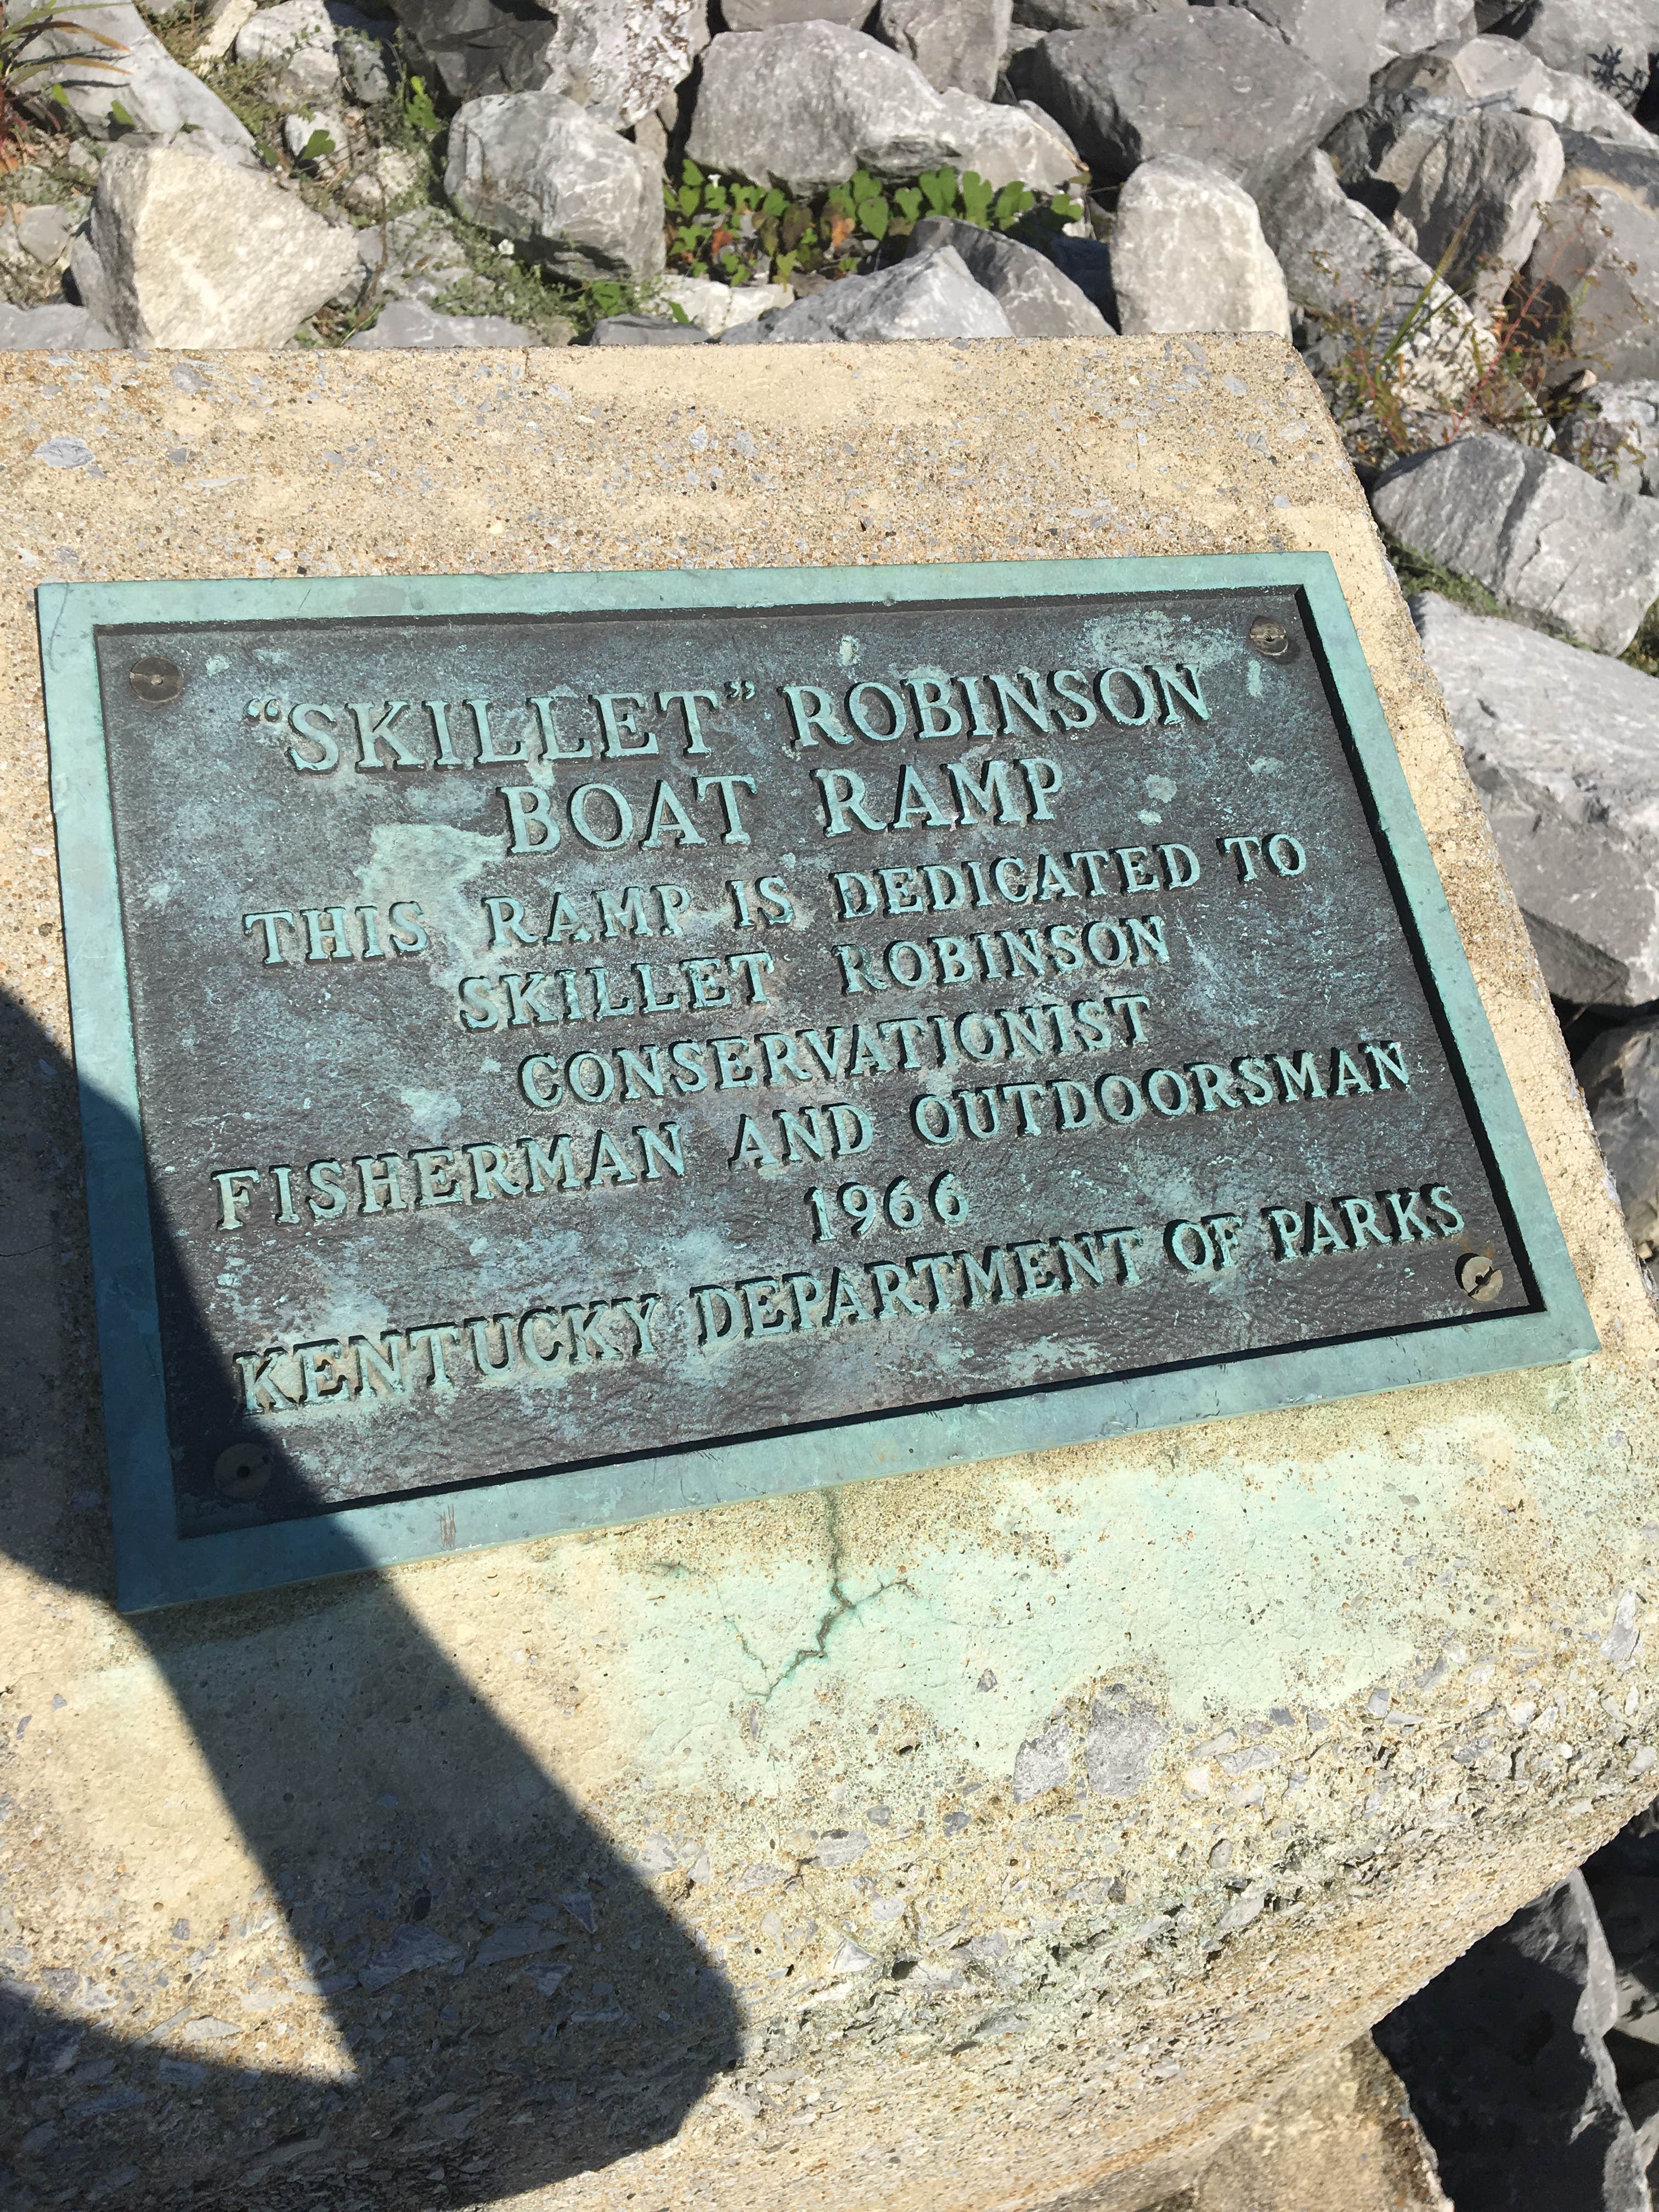 “SKILLET” ROBINSON
BOAT RAMP
THIS RAMP IS DEDICATED TO
SKILLET ROBINSON
CONSERVATIONIST
FISHERMAN AND OUTDOORSMAN
1966
KENTUCKY DEPARTMENT OF PARKS